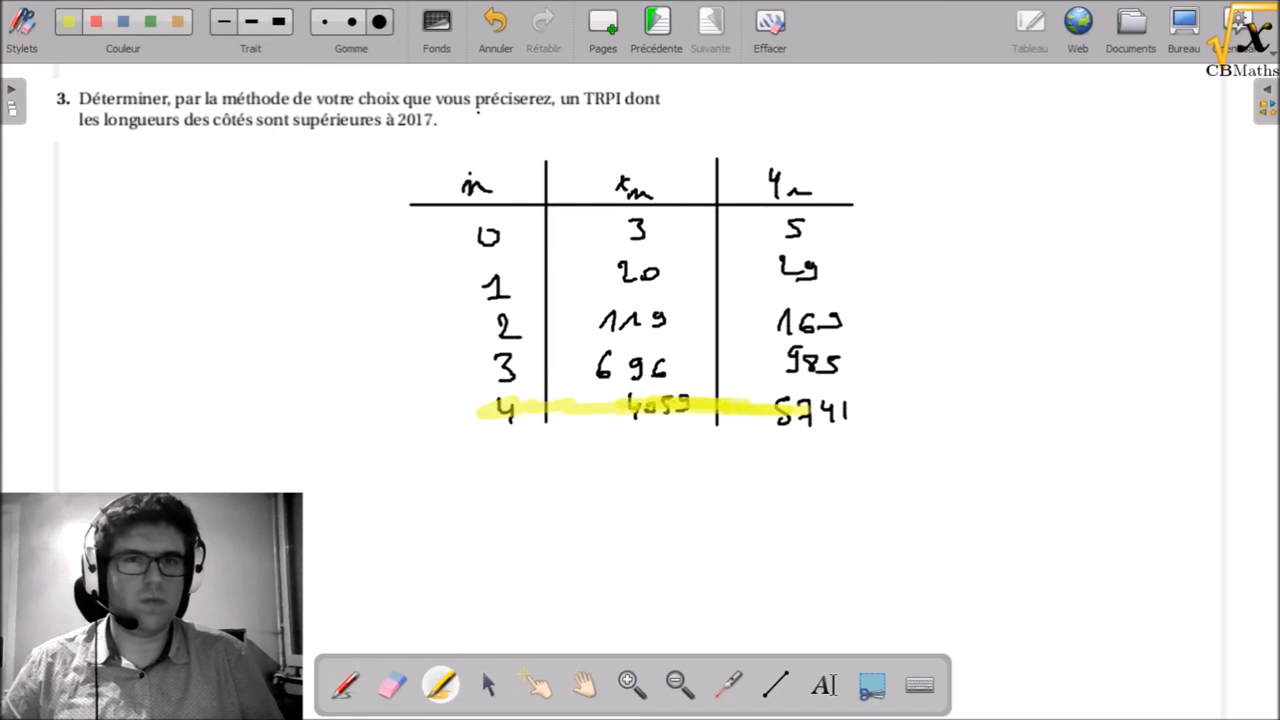 Stylets Couleur Trait Gomme Fonds Annuler Rétablir Pages Précédente Suivante Effacer Tableau Web Documents Bureau
CBMaths
3. Déterminer, par la méthode de votre choix que vous préciserez, un TRPI dont
les longueurs des côtés sont supérieures à 2017.
n xn yn
0 3 5
1 20 29
2 119 169
3 696 985
4 4059 5741
AI